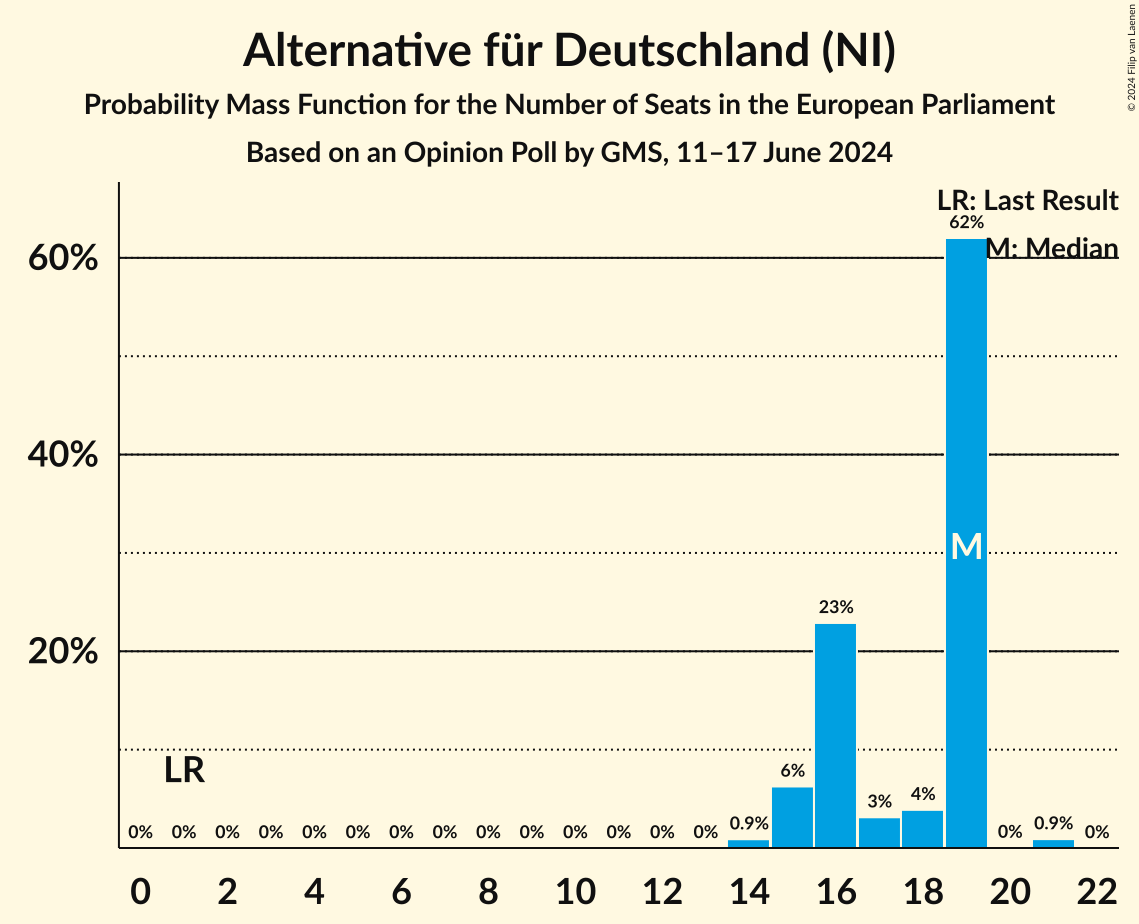 Alternative für Deutschland (NI)
Probability Mass Function for the Number of Seats in the European Parliament
Based on an Opinion Poll by GMS, 11–17 June 2024
© 2024 Filip van Laenen
LR: Last Result
M: Median
60%
40%
20%
62%
M
23%
LR
6%
3%
4%
0% 0% 0% 0% 0% 0% 0% 0% 0% 0% 0% 0% 0% 0% 0.9% 0% 0.9% 0%
0 2 4 6 8 10 12 14 16 18 20 22